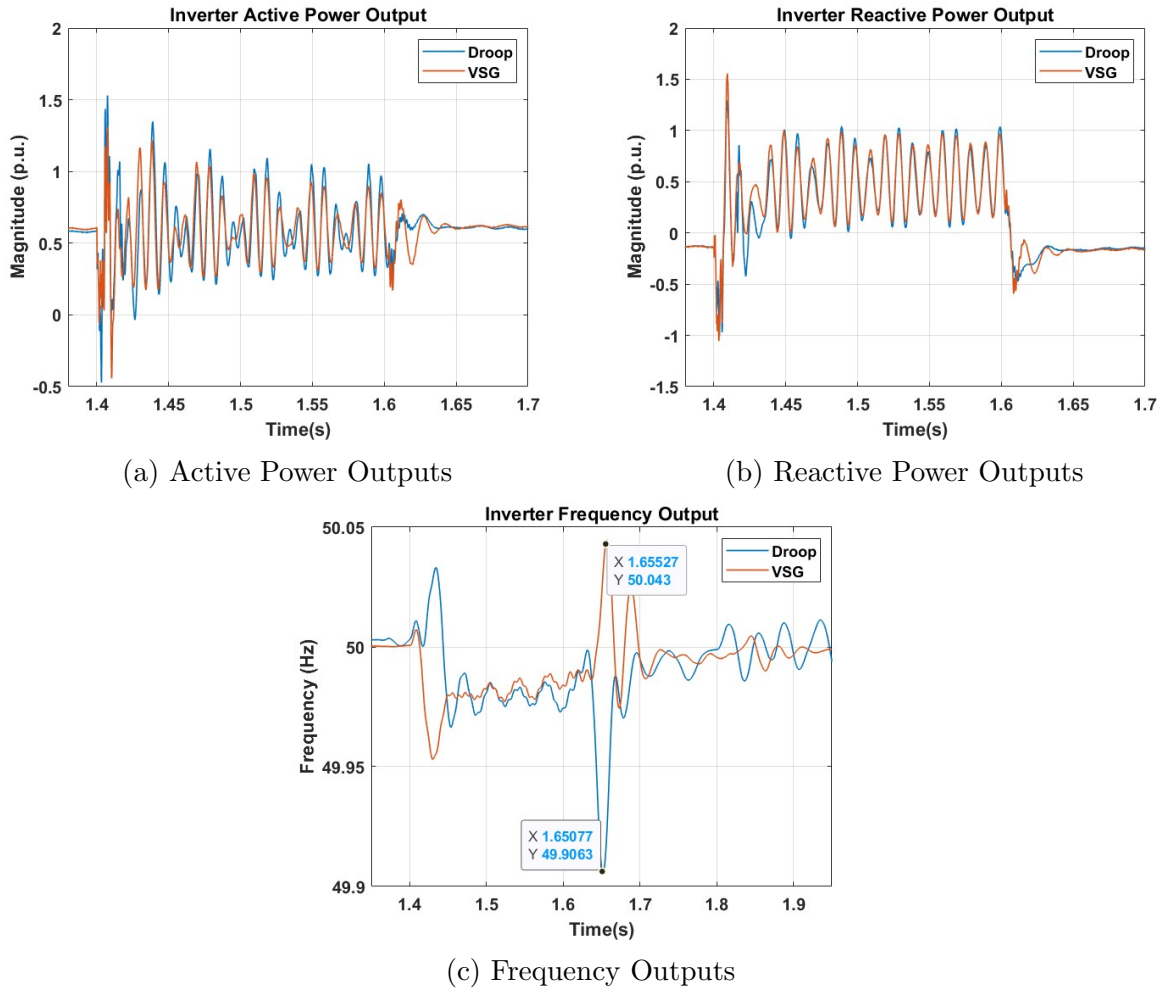 Inverter Active Power Output
2
1.5
1
0.5
0
-0.5
Magnitude (p.u.)
Droop
VSG
1.4 1.45 1.5 1.55 1.6 1.65 1.7
Time(s)
(a) Active Power Outputs
Inverter Reactive Power Output
2
1.5
1
0.5
0
-0.5
-1
-1.5
Magnitude (p.u.)
Droop
VSG
1.4 1.45 1.5 1.55 1.6 1.65 1.7
Time(s)
(b) Reactive Power Outputs
Inverter Frequency Output
50.05
50
49.95
49.9
Frequency (Hz)
X 1.65527
Y 50.043
Droop
VSG
X 1.65077
Y 49.9063
1.4 1.5 1.6 1.7 1.8 1.9
Time(s)
(c) Frequency Outputs